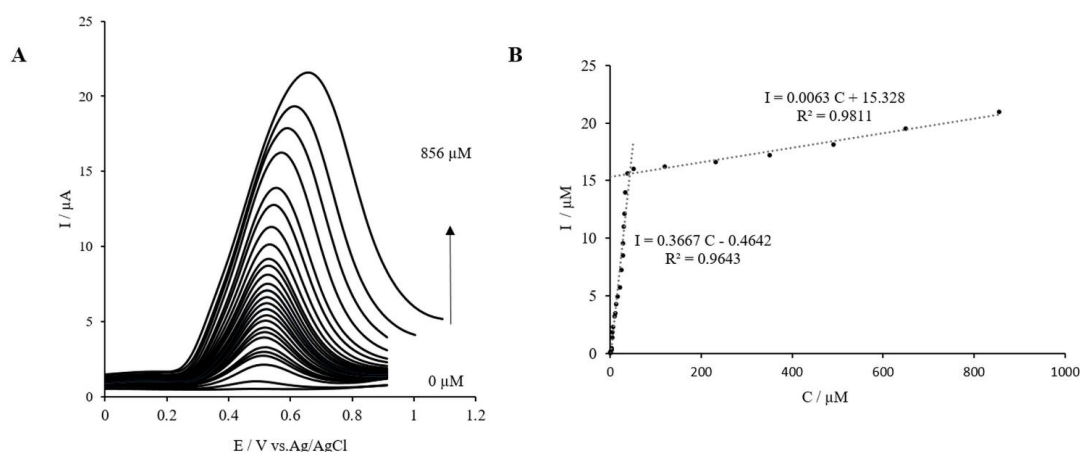 A
25
20
15
10
5
0
I / µA
856 µM
0 µM
0
0.2
0.4
0.6
0.8
1
1.2
E / V vs.Ag/AgCl
B
25
20
15
10
5
0
I / µM
I = 0.0063 C + 15.328
R² = 0.9811
I = 0.3667 C - 0.4642
R² = 0.9643
0
200
400
600
800
1000
C / µM